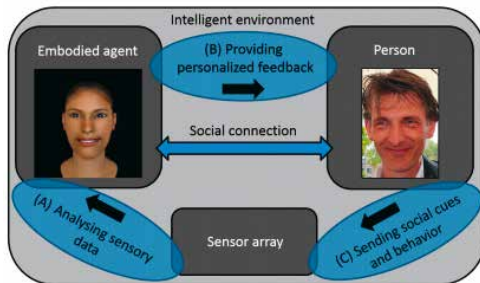 Intelligent environment
Embodied agent
(B) Providing
personalized feedback
Person
Social connection
(A) Analysing sensory
data
Sensor array
(C) Sending social cues
and behavior